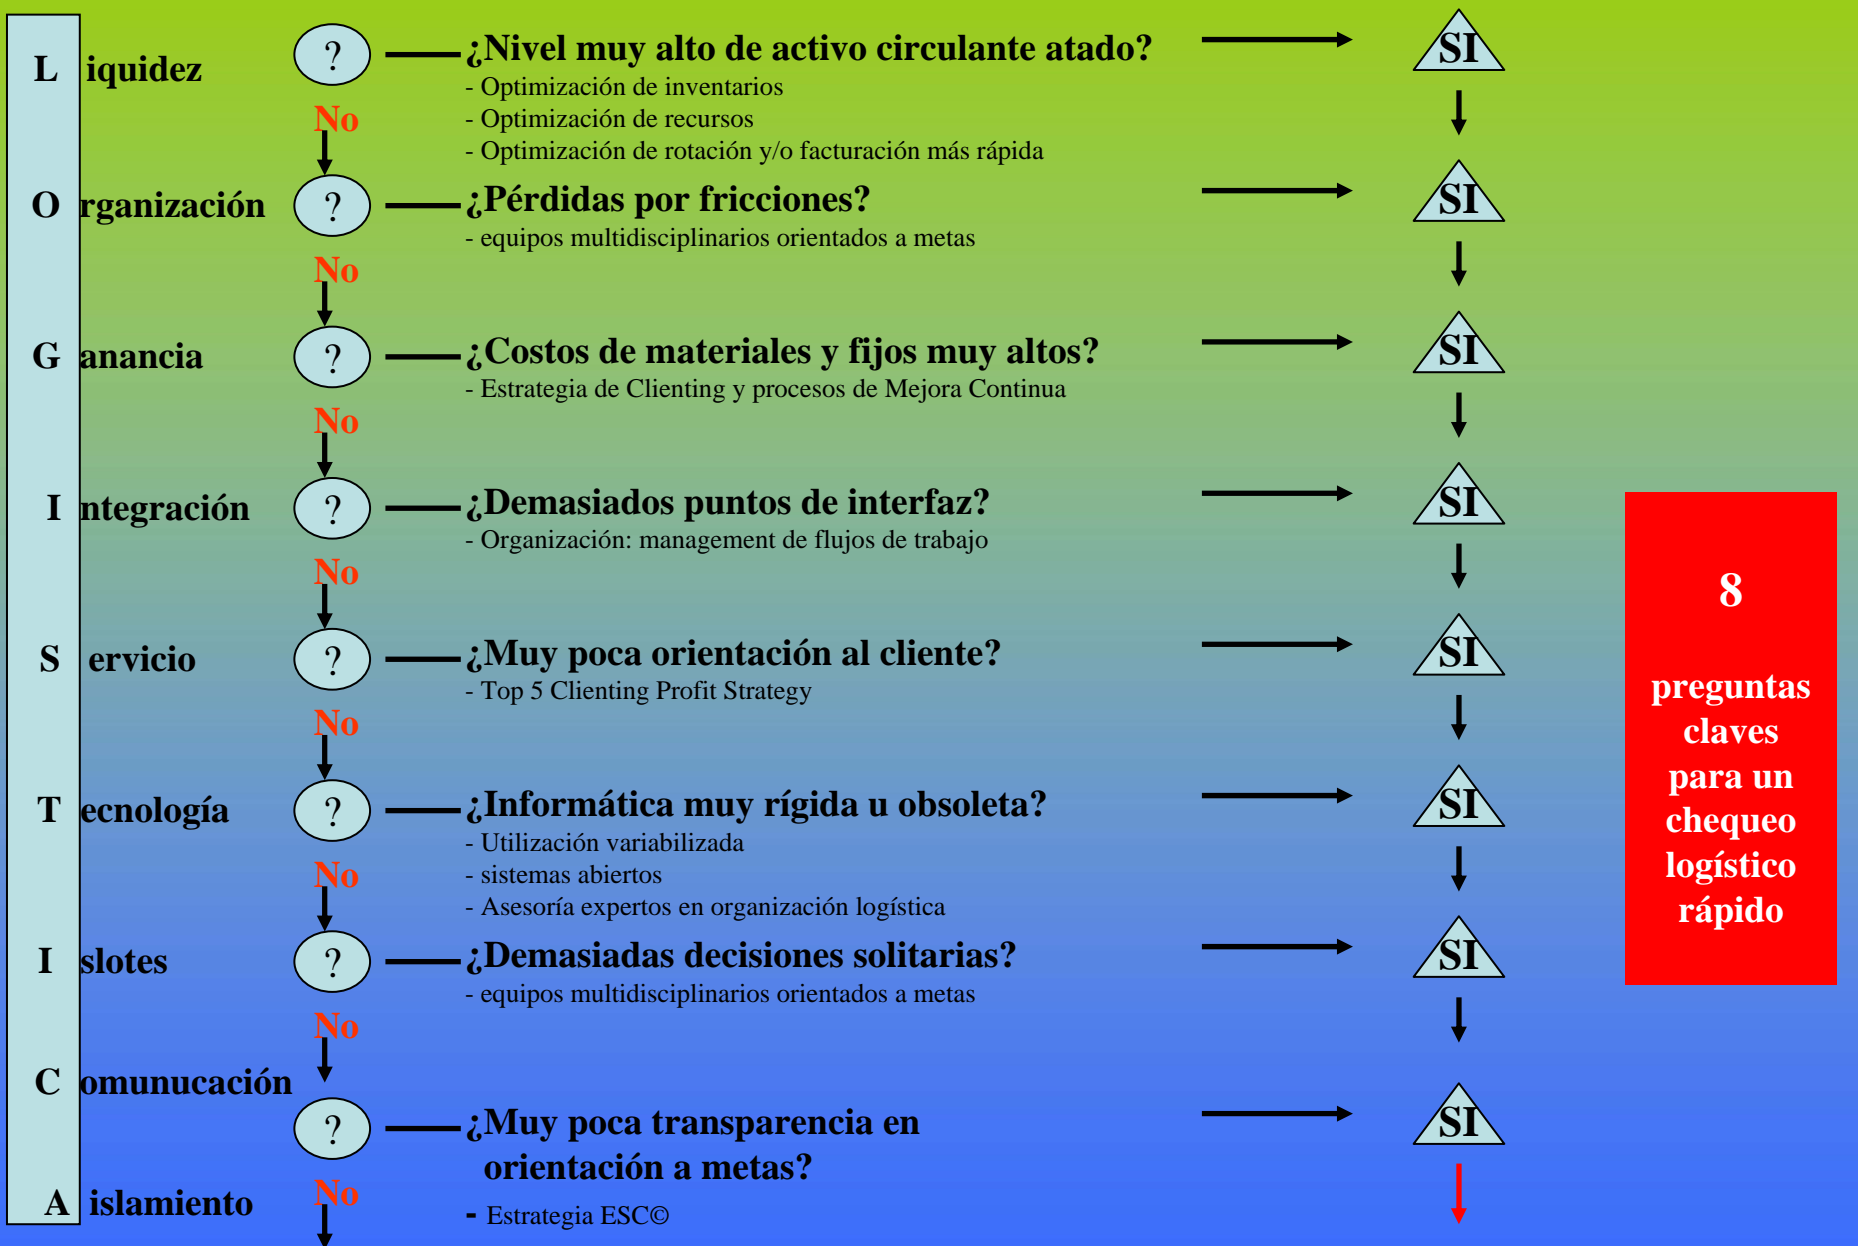 L iquidez
?
¿Nivel muy alto de activo circulante atado?
SI
- Optimización de inventarios
- Optimización de recursos
- Optimización de rotación y/o facturación más rápida
No
O rganización
?
¿Pérdidas por fricciones?
SI
- equipos multidisciplinarios orientados a metas
No
G anancia
?
¿Costos de materiales y fijos muy altos?
SI
- Estrategia de Clienting y procesos de Mejora Continua
No
I ntegración
?
¿Demasiados puntos de interfaz?
SI
- Organización: management de flujos de trabajo
No
S ervicio
?
¿Muy poca orientación al cliente?
SI
- Top 5 Clienting Profit Strategy
No
T ecnología
?
¿Informática muy rígida u obsoleta?
SI
- Utilización variabilizada
- sistemas abiertos
- Asesoría expertos en organización logística
No
I slotes
?
¿Demasiadas decisiones solitarias?
SI
- equipos multidisciplinarios orientados a metas
No
C omunucación
?
¿Muy poca transparencia en
orientación a metas?
SI
- Estrategia ESC©
A islamiento
No
8
preguntas
claves
para un
chequeo
logístico
rápido